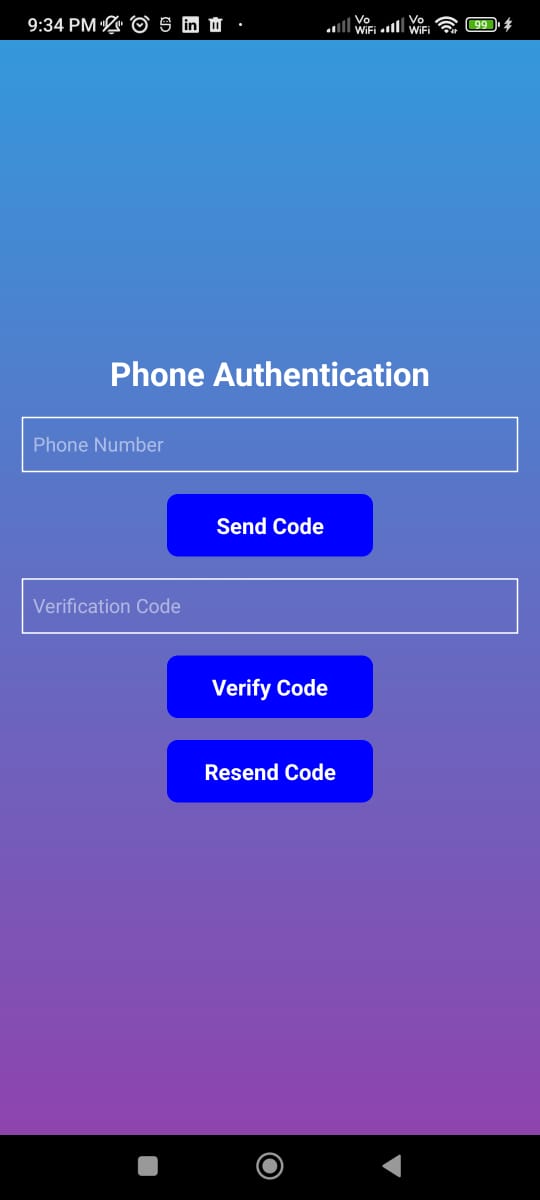 9:34 PM
Vo
WiFi
Vo
WiFi
99
Phone Authentication
Phone Number
Send Code
Verification Code
Verify Code
Resend Code